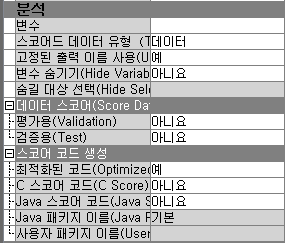 분석
변수
스코어드 데이터 유형 (T 데이터
고정된 출력 이름 사용(U 예
변수 숨기기(Hide Variab 아니요
숨길 대상 선택(Hide Sele
데이터 스코어(Score Da
평가용(Validation) 아니요
검증용(Test) 아니요
스코어 코드 생성
최적화된 코드(Optimized 예
C 스코어 코드(C Score) 아니요
Java 스코어 코드(Java S 아니요
Java 패키지 이름(Java P 기본
사용자 패키지 이름(User